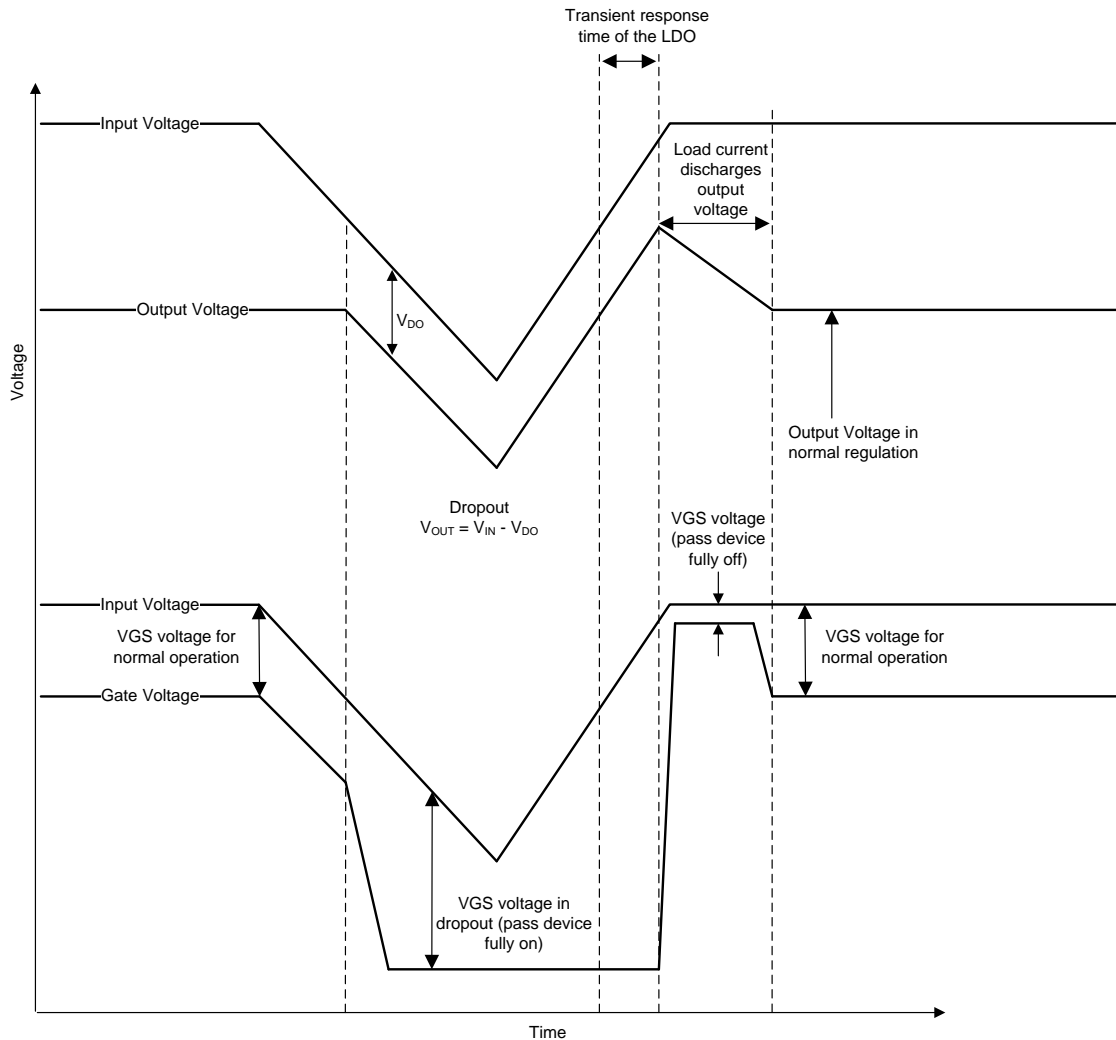 Transient response
time of the LDO
Input Voltage
Load current
discharges
output
voltage
Output Voltage
VDO
Voltage
Output Voltage in
normal regulation
Dropout
VOUT = VIN - VDO
VGS voltage
(pass device
fully off)
Input Voltage
VGS voltage for
normal operation
VGS voltage for
normal operation
Gate Voltage
VGS voltage in
dropout (pass device
fully on)
Time